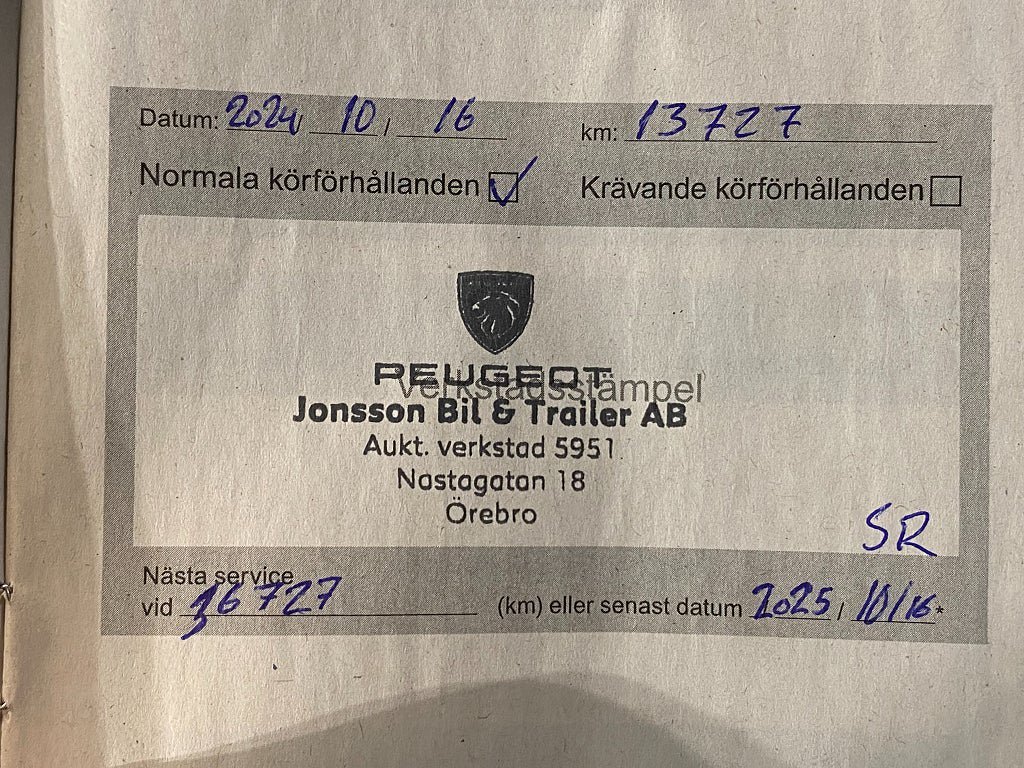 Datum: 2024 / 10 / 16 km: 13727
Normala körförhållanden Krävande körförhållanden
PEUGEOT
Verkstadsstämpel
Jonsson Bil & Trailer AB
Aukt. verkstad 5951
Nastagatan 18
Örebro
SR
Nästa service
vid 36727 (km) eller senast datum 2025 / 10/16*